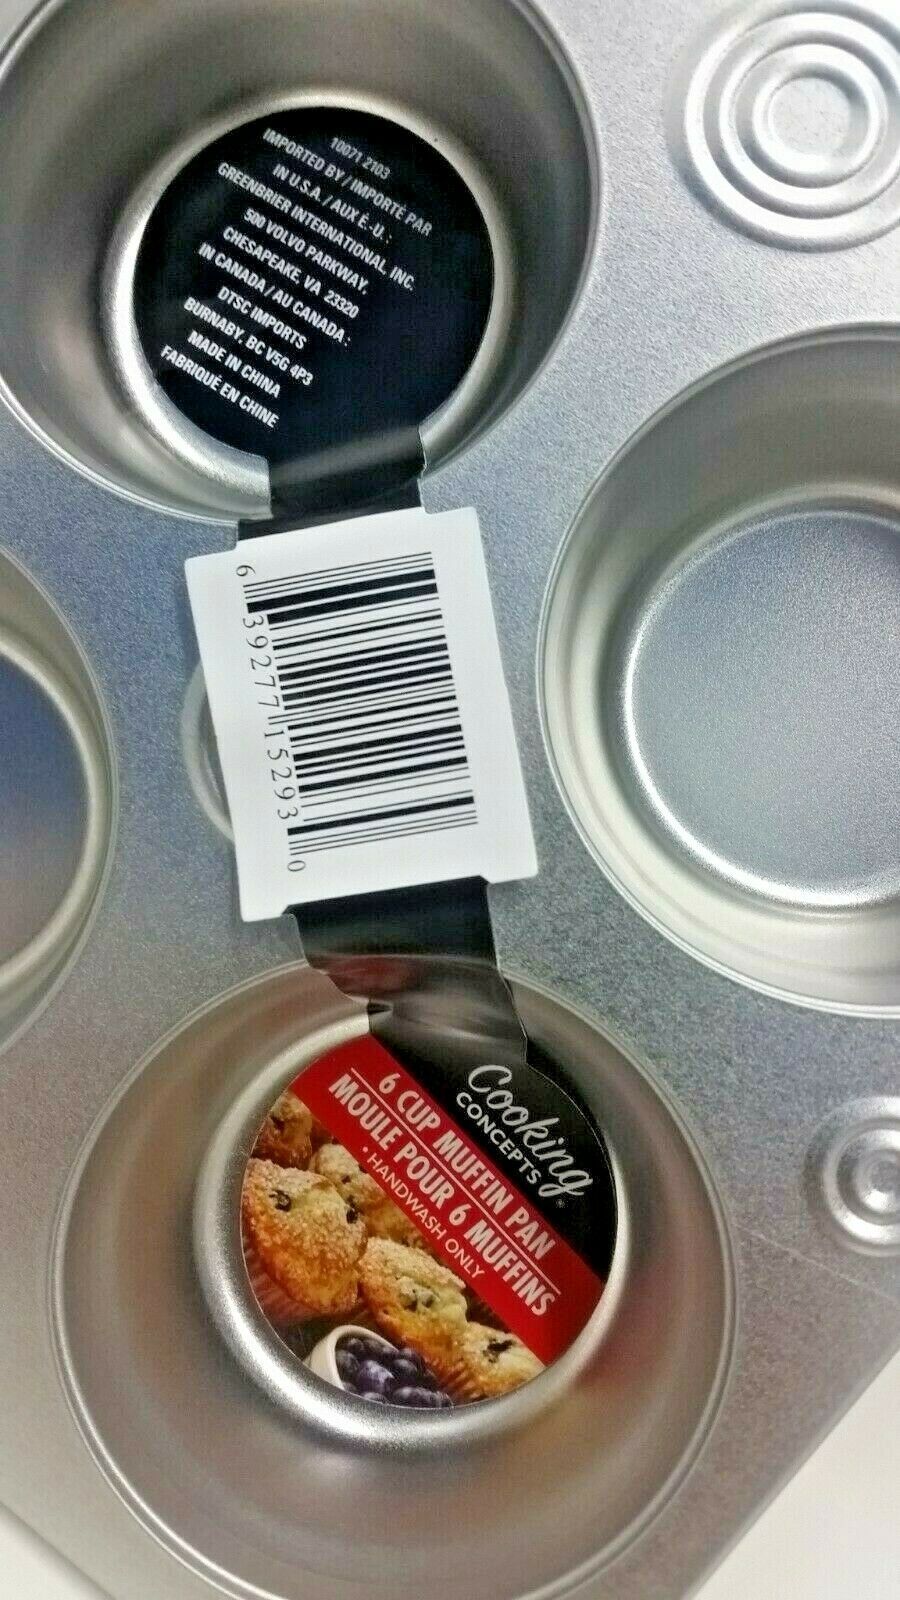 10071 2103
IMPORTED BY / IMPORTÉ PAR
IN U.S.A. / AUX É.-U. :
GREENBRIER INTERNATIONAL, INC.
500 VOLVO PARKWAY,
CHESAPEAKE, VA 23320
IN CANADA / AU CANADA :
DTSC IMPORTS
BURNABY, BC V5G 4P3
MADE IN CHINA
FABRIQUÉ EN CHINE
6 39277 15293 0
Cooking
CONCEPTS®
6 CUP MUFFIN PAN
MOULE POUR 6 MUFFINS
• HANDWASH ONLY